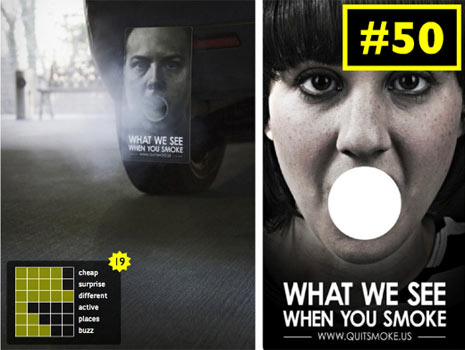 WHAT WE SEE
WHEN YOU SMOKE
WWW.QUITSMOKE.US
19
cheap
surprise
different
active
places
buzz
#50
WHAT WE SEE
WHEN YOU SMOKE
WWW.QUITSMOKE.US